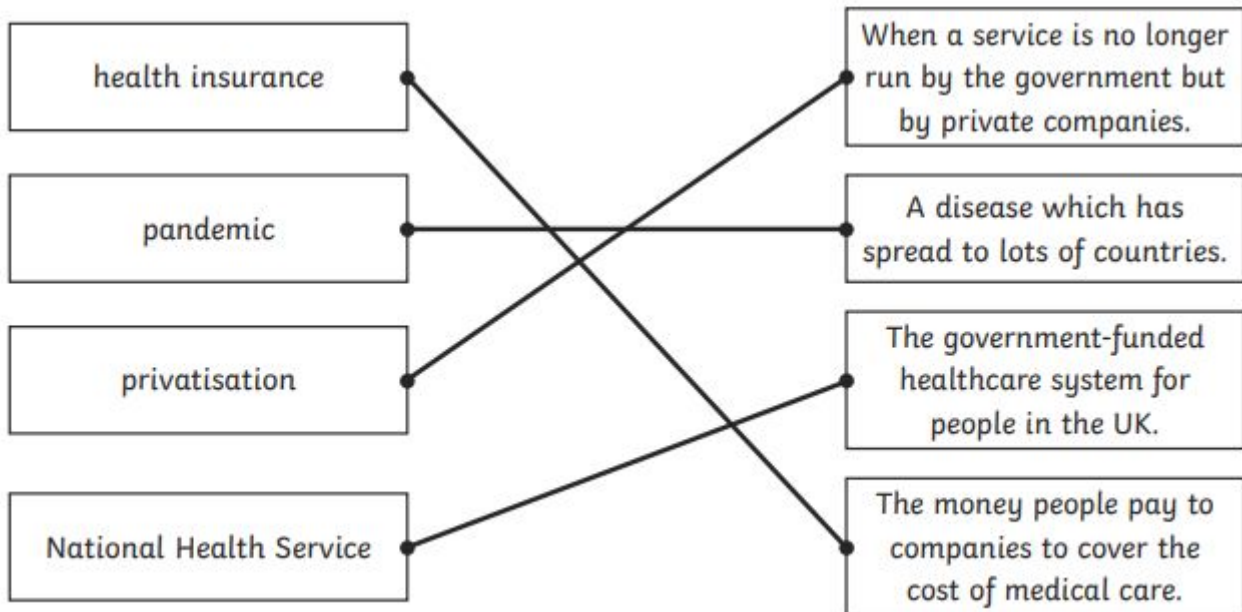 health insurance
When a service is no longer
run by the government but
by private companies.
pandemic
A disease which has
spread to lots of countries.
privatisation
The government-funded
healthcare system for
people in the UK.
National Health Service
The money people pay to
companies to cover the
cost of medical care.